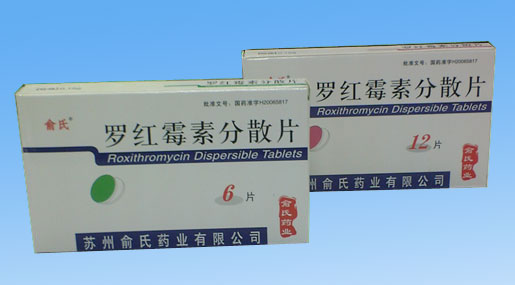 俞氏®
批准文号：国药准字H20060817
罗红霉素分散片
Roxithromycin Dispersible Tablets
6片
俞氏药业
苏州俞氏药业有限公司
批准文号：国药准字H20060817
罗红霉素分散片
Roxithromycin Dispersible Tablets
12片
俞氏药业
州俞氏药业有限公司